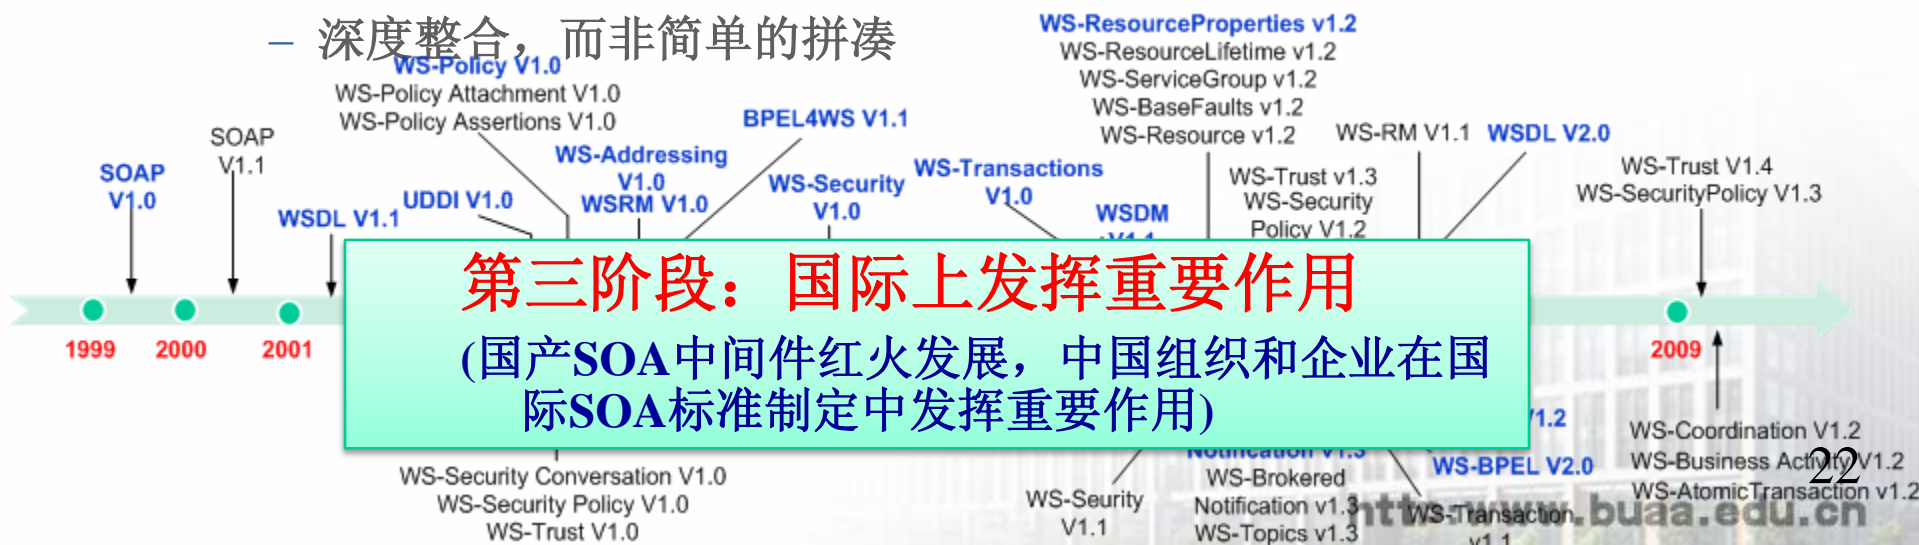 – 深度整合，而非简单的拼凑
WS-Policy V1.0
WS-Policy Attachment V1.0
WS-Policy Assertions V1.0
WS-ResourceProperties v1.2
WS-ResourceLifetime v1.2
WS-ServiceGroup v1.2
WS-BaseFaults v1.2
WS-Resource v1.2
SOAP
V1.0
SOAP
V1.1
WSDL V1.1
UDDI V1.0
WS-Addressing
V1.0
WSRM V1.0
BPEL4WS V1.1
WS-Security
V1.0
WS-Transactions
V1.0
WSDM
V1.1
WS-Trust v1.3
WS-Security
Policy V1.2
WS-RM V1.1
WSDL V2.0
WS-Trust V1.4
WS-SecurityPolicy V1.3
第三阶段：国际上发挥重要作用
(国产SOA中间件红火发展，中国组织和企业在国
际SOA标准制定中发挥重要作用)
1999
2000
2001
2009
WS-Security Conversation V1.0
WS-Security Policy V1.0
WS-Trust V1.0
WS-Seurity
V1.1
Notification V1.3
WS-Brokered
Notification v1.3
WS-Topics v1.3
V1.2
WS-BPEL V2.0
WS-Transaction
v1.1
WS-Coordination V1.2
WS-Business Activity V1.2
WS-AtomicTransaction v1.2
22
http://www.buaa.edu.cn